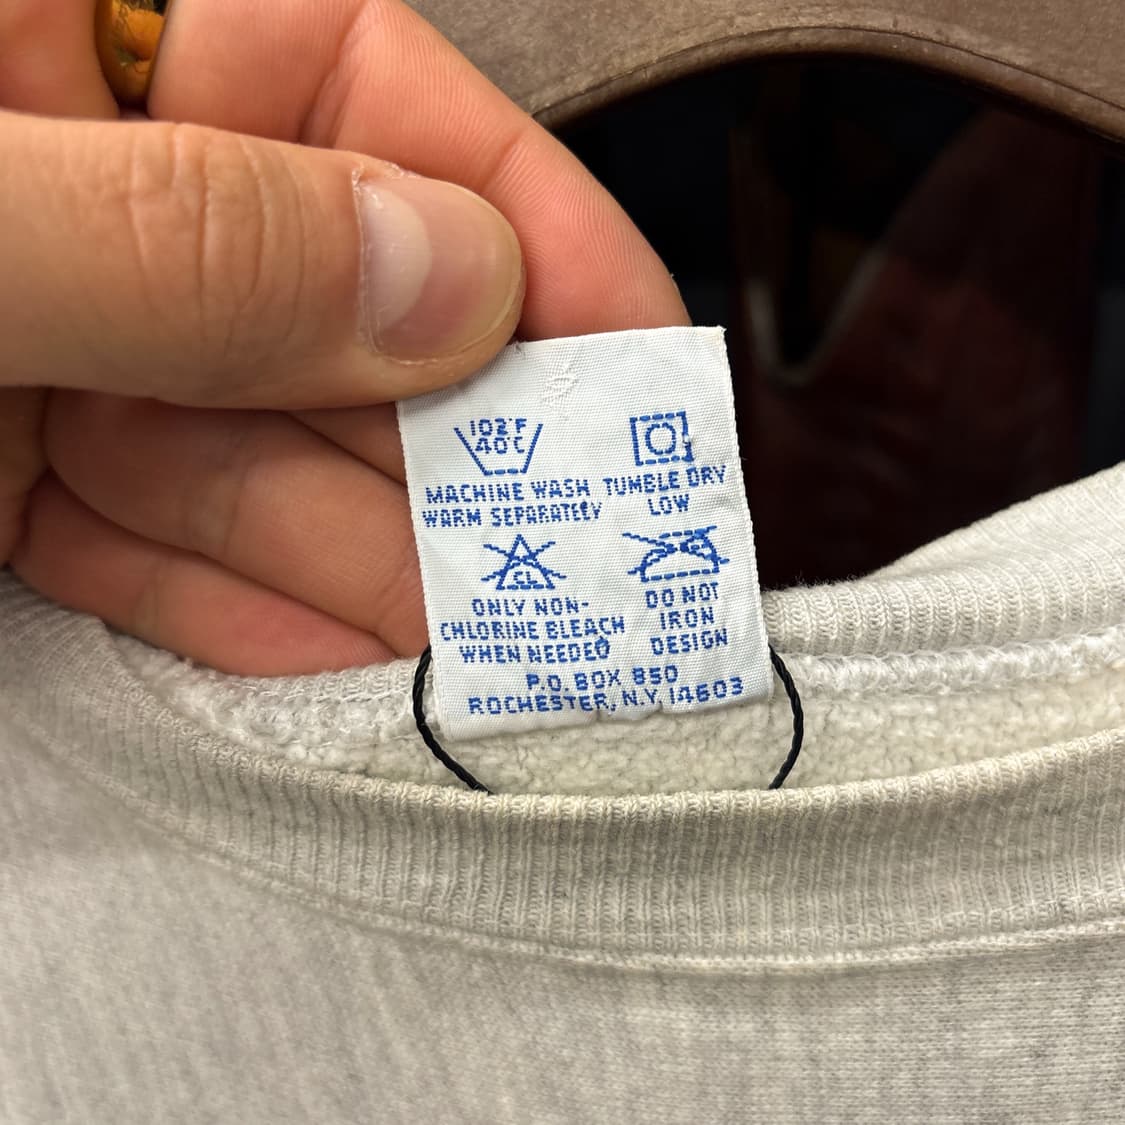 102°F
40°C
MACHINE WASH
WARM SEPARATELY
TUMBLE DRY
LOW
CL
ONLY NON-
CHLORINE BLEACH
WHEN NEEDED
DO NOT
IRON
DESIGN
P.O. BOX 850
ROCHESTER, N.Y. 14603